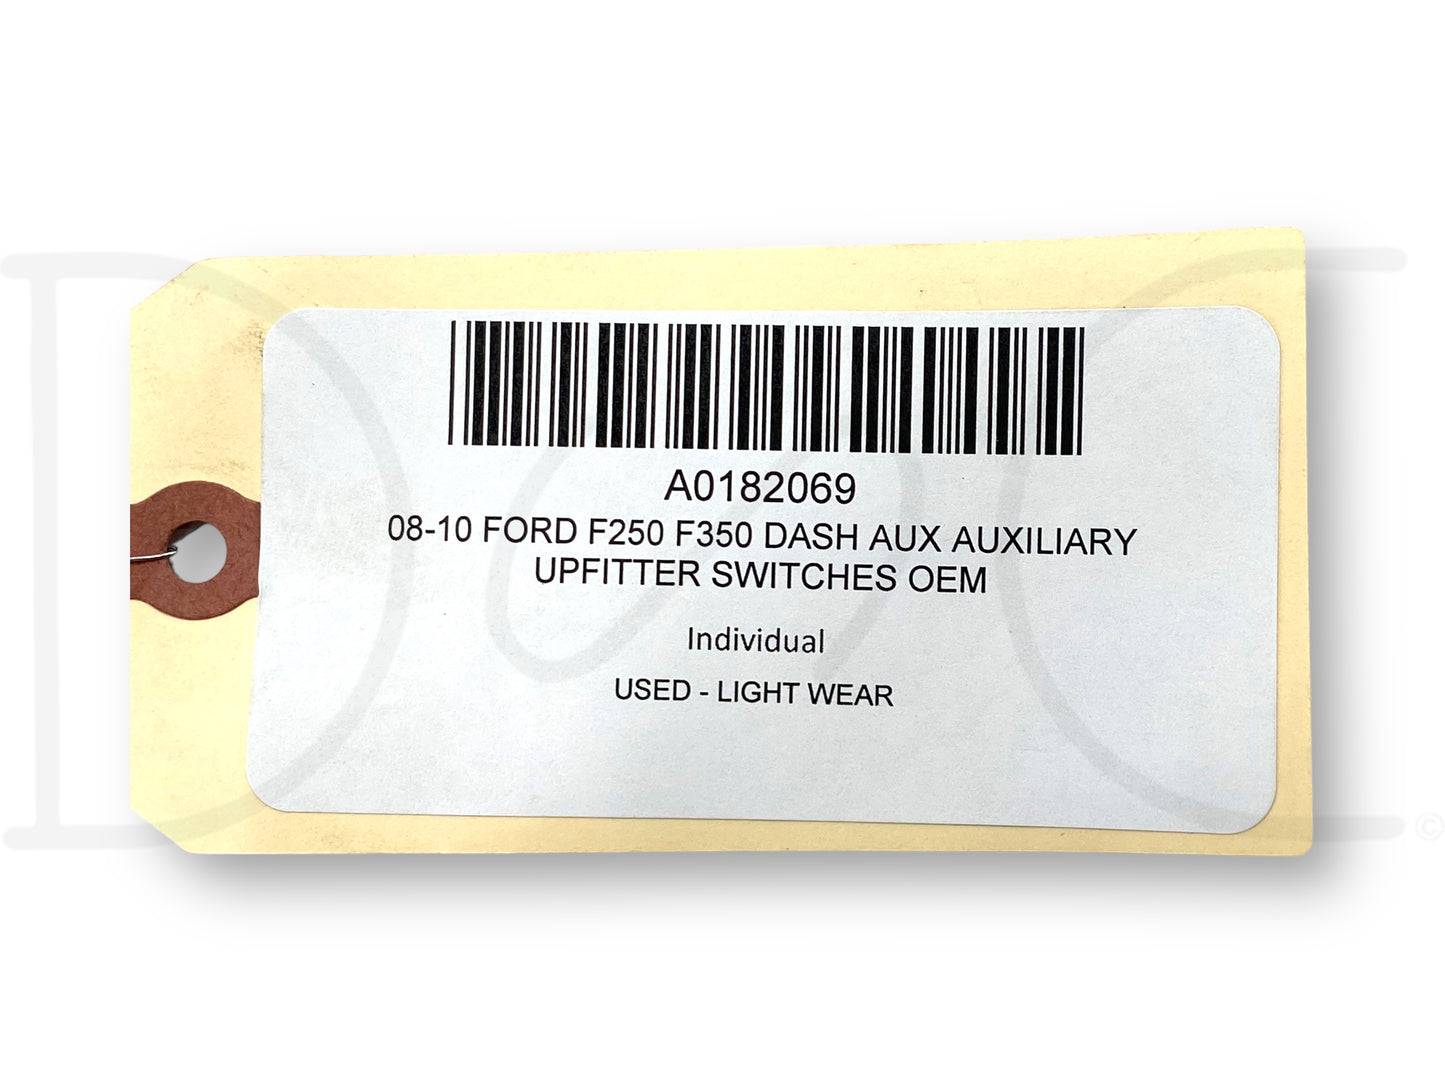 A0182069
08-10 FORD F250 F350 DASH AUX AUXILIARY
UPFITTER SWITCHES OEM
Individual
USED - LIGHT WEAR
©